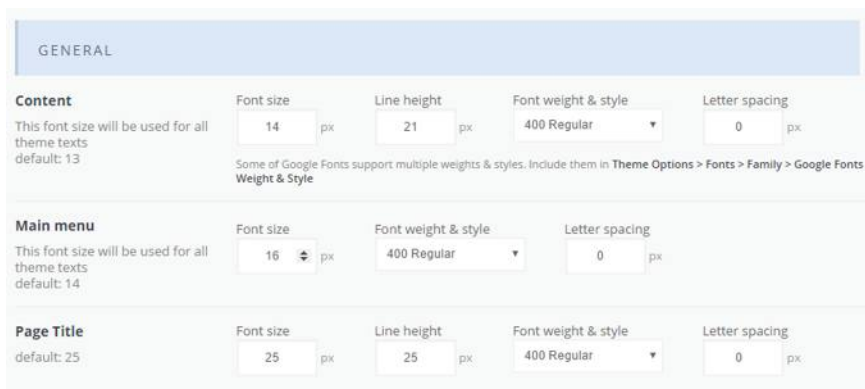 GENERAL
Content
This font size will be used for all
theme texts
default: 13
Font size
Line height
Font weight & style
Letter spacing
14 px
21 px
400 Regular
0 px
Some of Google Fonts support multiple weights & styles. Include them in Theme Options > Fonts > Family > Google Fonts
Weight & Style
Main menu
This font size will be used for all
theme texts
default: 14
Font size
Font weight & style
Letter spacing
16 px
400 Regular
0 px
Page Title
default: 25
Font size
Line height
Font weight & style
Letter spacing
25 px
25 px
400 Regular
0 px